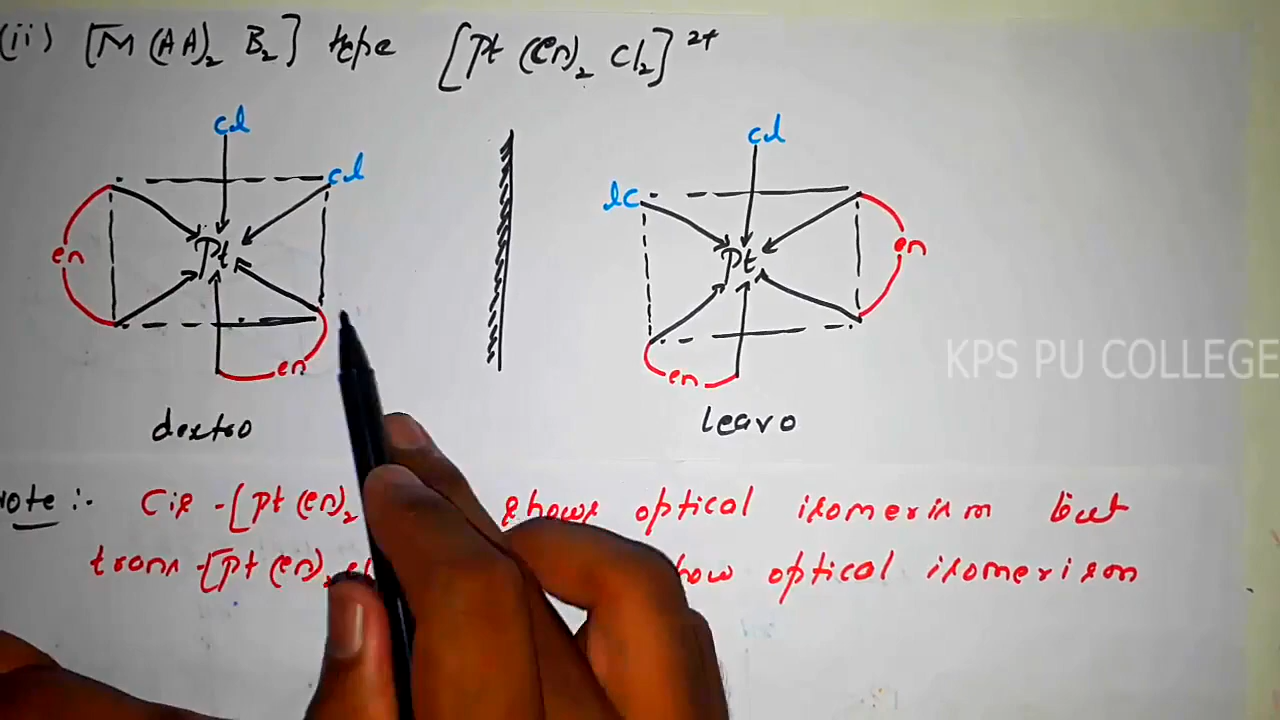 (ii) [M (AA)₂ B₂] type [Pt (en)₂ Cl₂]²⁺
Cl
Cl
en
Pt
en
dextro
Cl
lC
en
Pt
en
leavo
KPS PU COLLEGE
Note :- Cis -[Pt (en)₂ shows optical isomerism but
trans -[Pt (en)₂ show optical isomerism